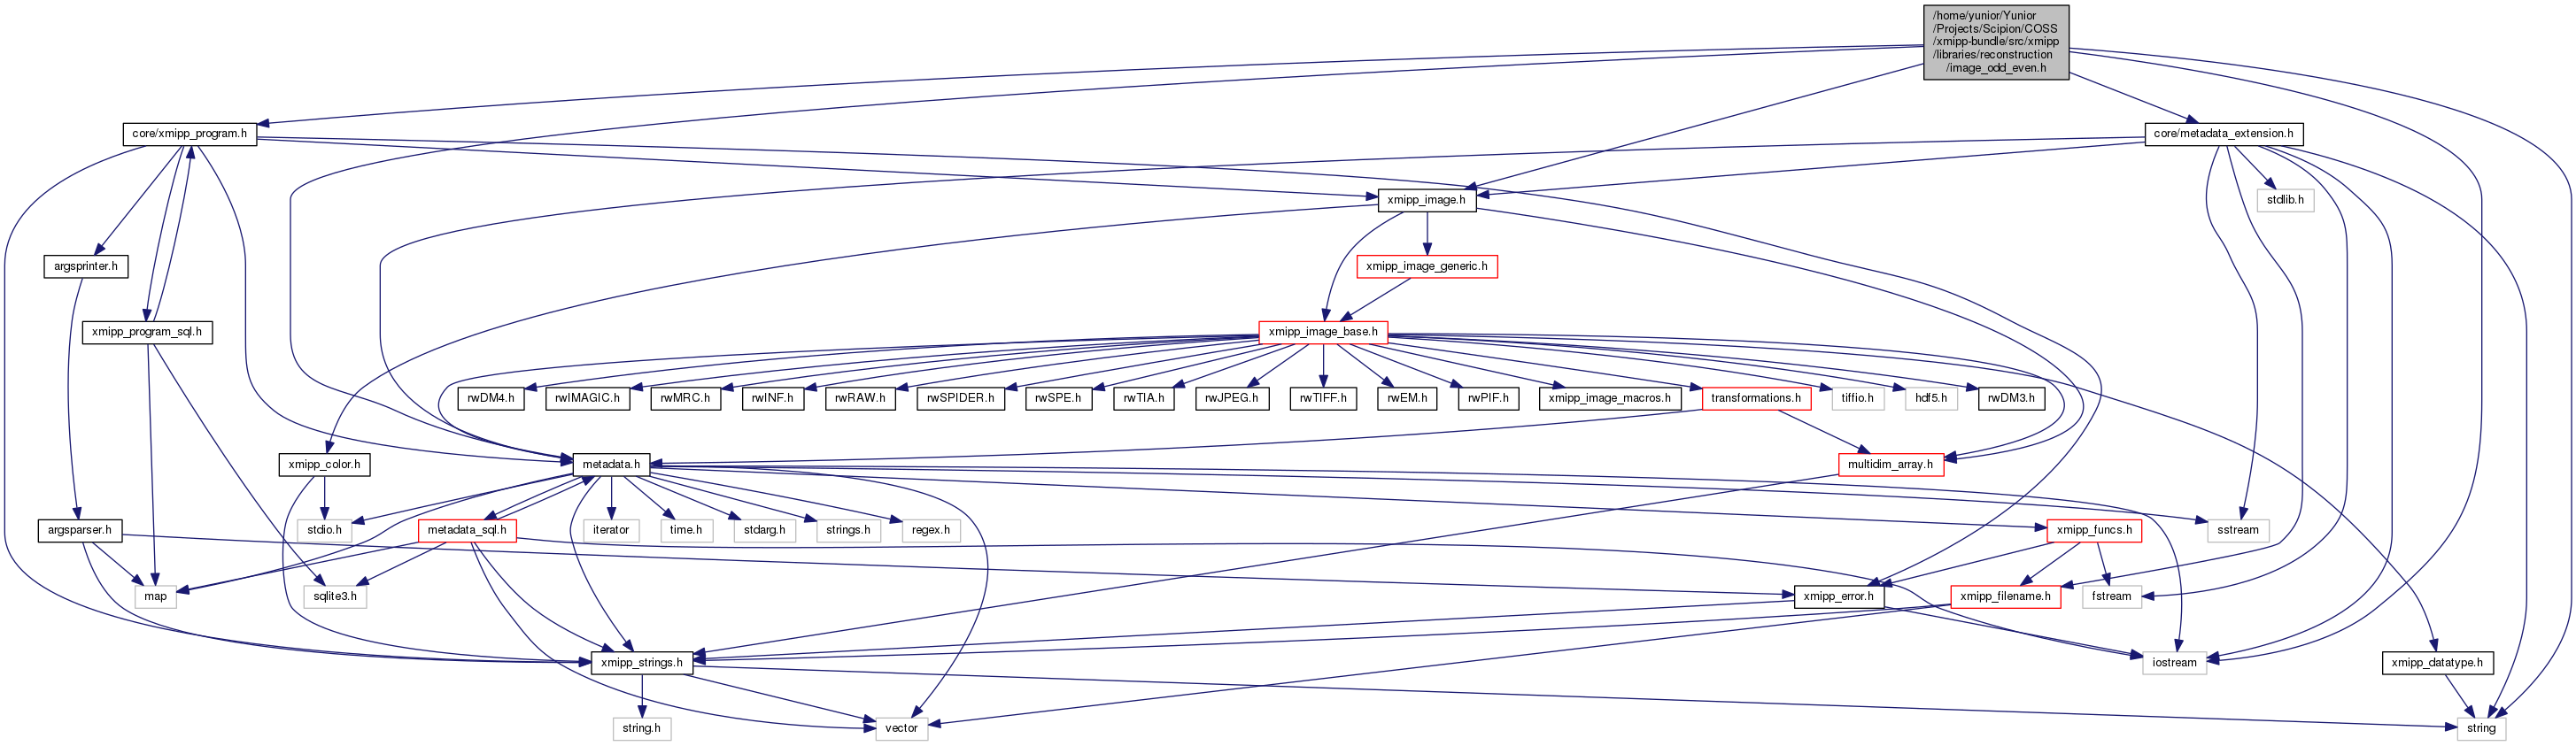 /home/yunior/Yunior
/Projects/Scipion/COSS
/xmipp-bundle/src/xmipp
/libraries/reconstruction
/image_odd_even.h
core/xmipp_program.h
core/metadata_extension.h
xmipp_image.h
stdlib.h
argsprinter.h
xmipp_image_generic.h
xmipp_program_sql.h
xmipp_image_base.h
rwDM4.h
rwIMAGIC.h
rwMRC.h
rwINF.h
rwRAW.h
rwSPIDER.h
rwSPE.h
rwTIA.h
rwJPEG.h
rwTIFF.h
rwEM.h
rwPIF.h
xmipp_image_macros.h
transformations.h
tiffio.h
hdf5.h
rwDM3.h
xmipp_color.h
metadata.h
multidim_array.h
argsparser.h
stdio.h
metadata_sql.h
iterator
time.h
stdarg.h
strings.h
regex.h
xmipp_funcs.h
sstream
map
sqlite3.h
xmipp_error.h
xmipp_filename.h
fstream
xmipp_strings.h
iostream
xmipp_datatype.h
string.h
vector
string